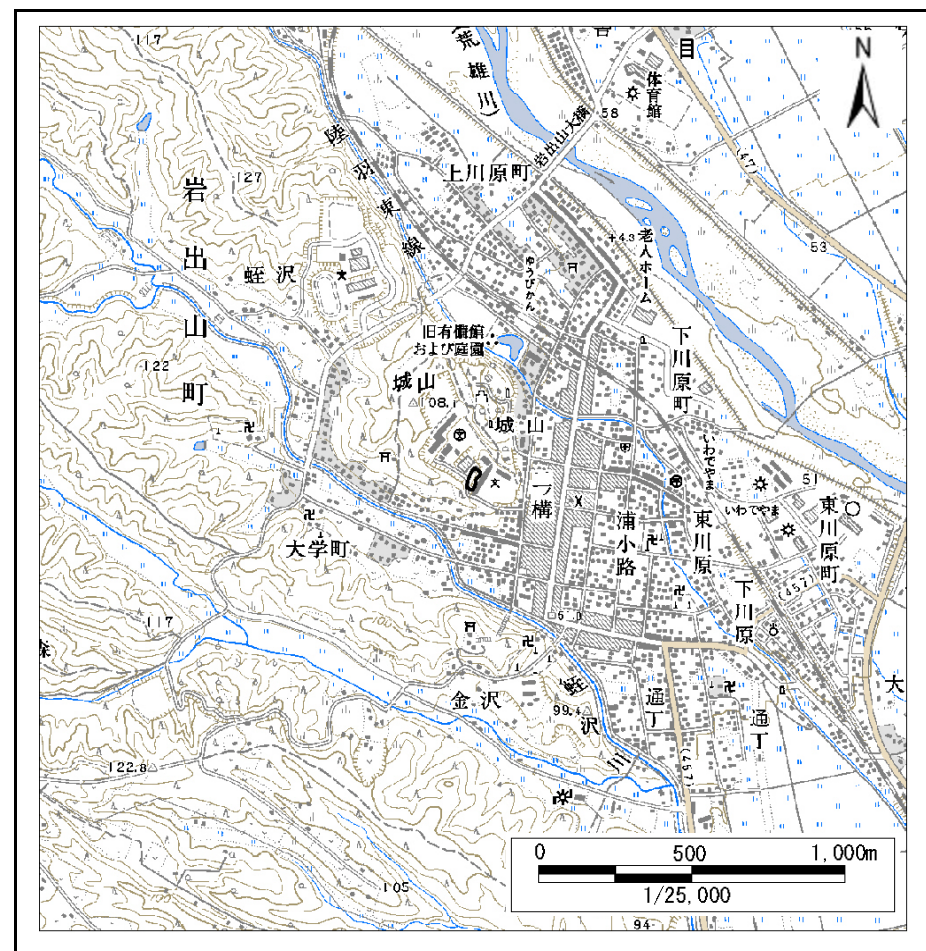 117
荒雄川)
目
体育館
58
N
岩出山大橋
(47)
陸羽東線
上川原町
127
岩出山町
53
老人ホーム
蛭沢
ゆうびかん
旧有備館
および庭園
下川原町
122
城山
108.1
城山
いわでやま
51
二ノ構
浦小路
東川原
いわでやま
東川原町
大学町
(457)
下川原
117
森
金沢
蛭沢川
99.4
通丁
通丁
大
122.8
(457)
105
94
0 500 1,000m
1/25,000